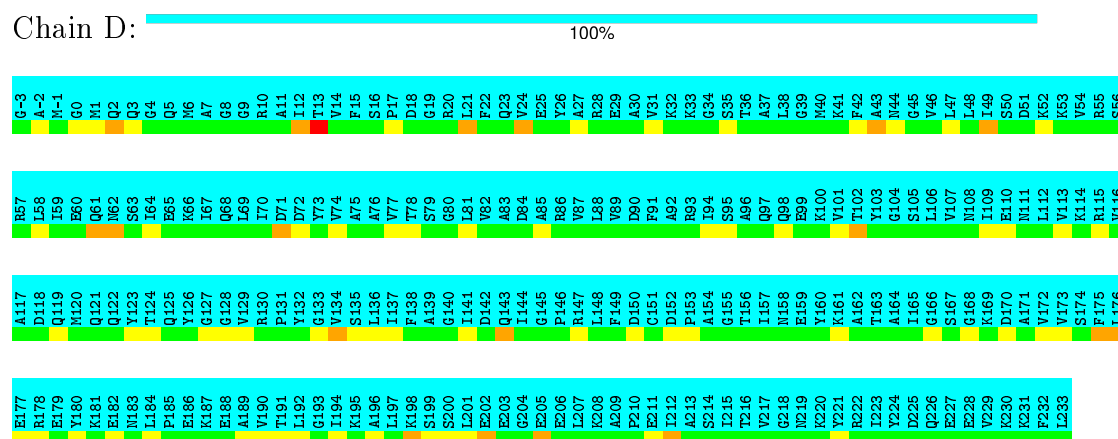 Chain D:
100%
G-3 A-2 M-1 G0 M1 Q2 Q3 G4 Q5 M6 A7 G8 G9 R10 A11 I12 T13 V14 F15 S16 P17 D18 G19 R20 L21 F22 Q23 V24 E25 Y26 A27 R28 E29 A30 V31 K32 K33 G34 S35 T36 A37 L38 G39 M40 K41 F42 A43 N44 G45 V46 L47 L48 I49 S50 D51 K52 K53 V54 R55 S56
R57 L58 I59 E60 Q61 N62 S63 I64 E65 K66 I67 Q68 L69 I70 D71 D72 Y73 V74 A75 A76 V77 T78 S79 G80 L81 V82 A83 D84 A85 R86 V87 L88 V89 D90 F91 A92 R93 I94 S95 A96 Q97 Q98 E99 K100 V101 T102 Y103 G104 S105 L106 V107 N108 I109 E110 N111 L112 V113 K114 R115 V116
A117 D118 Q119 M120 Q121 Q122 Y123 T124 Q125 Y126 G127 G128 V129 R130 P131 Y132 G133 V134 S135 L136 I137 F138 A139 G140 I141 D142 Q143 I144 G145 P146 R147 L148 F149 D150 C151 D152 P153 A154 G155 T156 I157 N158 E159 Y160 K161 A162 T163 A164 I165 G166 S167 G168 K169 D170 A171 V172 V173 S174 F175 L176
E177 R178 E179 Y180 K181 E182 N183 L184 P185 E186 K187 E188 A189 V190 T191 L192 G193 I194 K195 A196 L197 K198 S199 S200 L201 E202 E203 G204 E205 E206 L207 K208 A209 P210 E211 I212 A213 S214 I215 T216 V217 G218 N219 K220 Y221 R222 I223 Y224 D225 Q226 E227 E228 V229 K230 K231 F232 L233